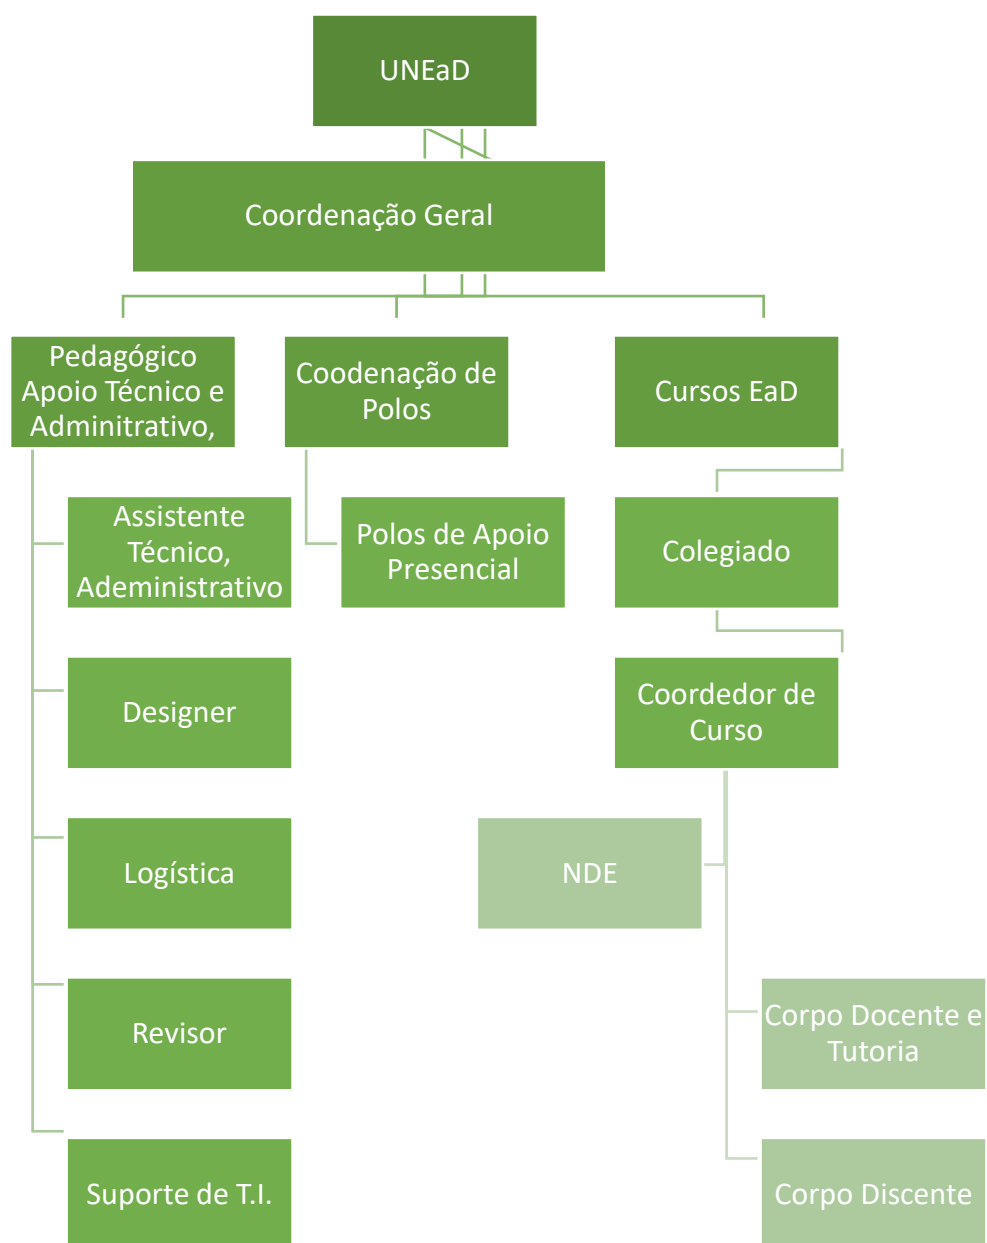 UNEaD
Coordenação Geral
Pedagógico
Apoio Técnico e
Adminitrativo,
Coodenação de
Polos
Cursos EaD
Assistente
Técnico,
Adeministrativo
Polos de Apoio
Presencial
Colegiado
Designer
Coordedor de
Curso
Logística
NDE
Revisor
Corpo Docente e
Tutoria
Suporte de T.I.
Corpo Discente